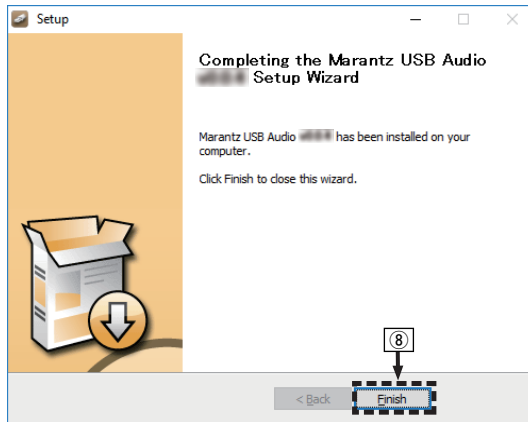 Setup
Completing the Marantz USB Audio
Setup Wizard
Marantz USB Audio has been installed on your
computer.
Click Finish to close this wizard.
⑧
< Back Finish